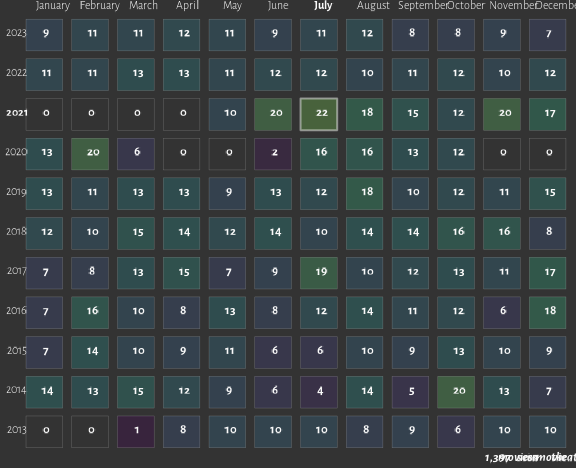 January February March April May June July August September October November December
2023 9 11 11 12 11 9 11 12 8 8 9 7
2022 11 11 13 13 11 12 12 10 11 12 10 12
2021 0 0 0 0 10 20 22 18 15 12 20 17
2020 13 20 6 0 0 2 16 16 13 12 0 0
2019 13 11 13 13 9 13 12 18 10 12 11 15
2018 12 10 15 14 12 14 10 14 14 16 16 8
2017 7 8 13 15 7 9 19 10 12 13 11 17
2016 7 16 10 8 13 8 12 14 11 12 6 18
2015 7 14 10 9 11 6 6 10 9 13 10 9
2014 14 13 15 12 9 6 4 14 5 20 13 7
2013 0 0 1 8 10 10 10 8 9 6 10 10